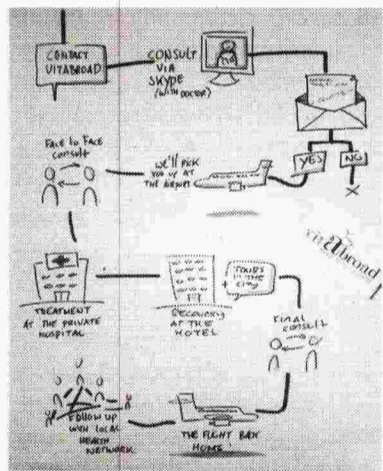 CONTACT
VITABROAD
CONSULT
VIA
SKYPE
(WITH DOCTOR)
YES
NO
WE'LL PICK
YOU UP AT
THE AIRPORT
FACE TO FACE
CONSULT
TREATMENT
AT THE PRIVATE
HOSPITAL
RECOVERY
AT THE
HOTEL
+
TOURS
IN THE
CITY
FINAL
CONSULT
THE FLIGHT BACK
HOME
FOLLOW UP
WITH LOCAL
HEALTH
NETWORK
vitabroad